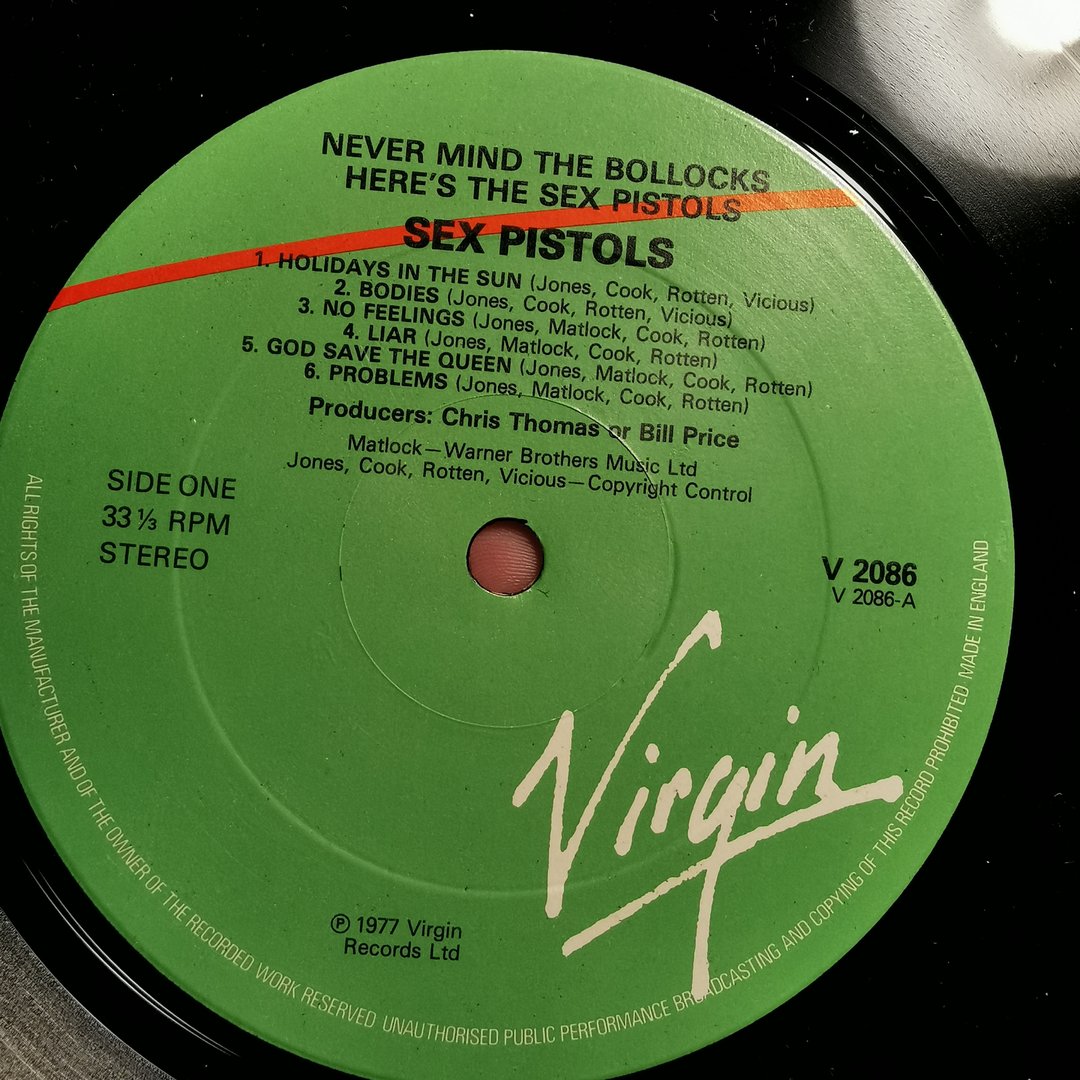 NEVER MIND THE BOLLOCKS
HERE'S THE SEX PISTOLS
SEX PISTOLS
1. HOLIDAYS IN THE SUN (Jones, Cook, Rotten, Vicious)
2. BODIES (Jones, Cook, Rotten, Vicious)
3. NO FEELINGS (Jones, Matlock, Cook, Rotten)
4. LIAR (Jones, Matlock, Cook, Rotten)
5. GOD SAVE THE QUEEN (Jones, Matlock, Cook, Rotten)
6. PROBLEMS (Jones, Matlock, Cook, Rotten)
Producers: Chris Thomas or Bill Price
Matlock—Warner Brothers Music Ltd
Jones, Cook, Rotten, Vicious—Copyright Control
SIDE ONE
33⅓ RPM
STEREO
V 2086
V 2086-A
Virgin
℗ 1977 Virgin
Records Ltd
ALL RIGHTS OF THE MANUFACTURER AND OF THE OWNER OF THE RECORDED WORK RESERVED UNAUTHORISED PUBLIC PERFORMANCE BROADCASTING AND COPYING OF THIS RECORD PROHIBITED MADE IN ENGLAND